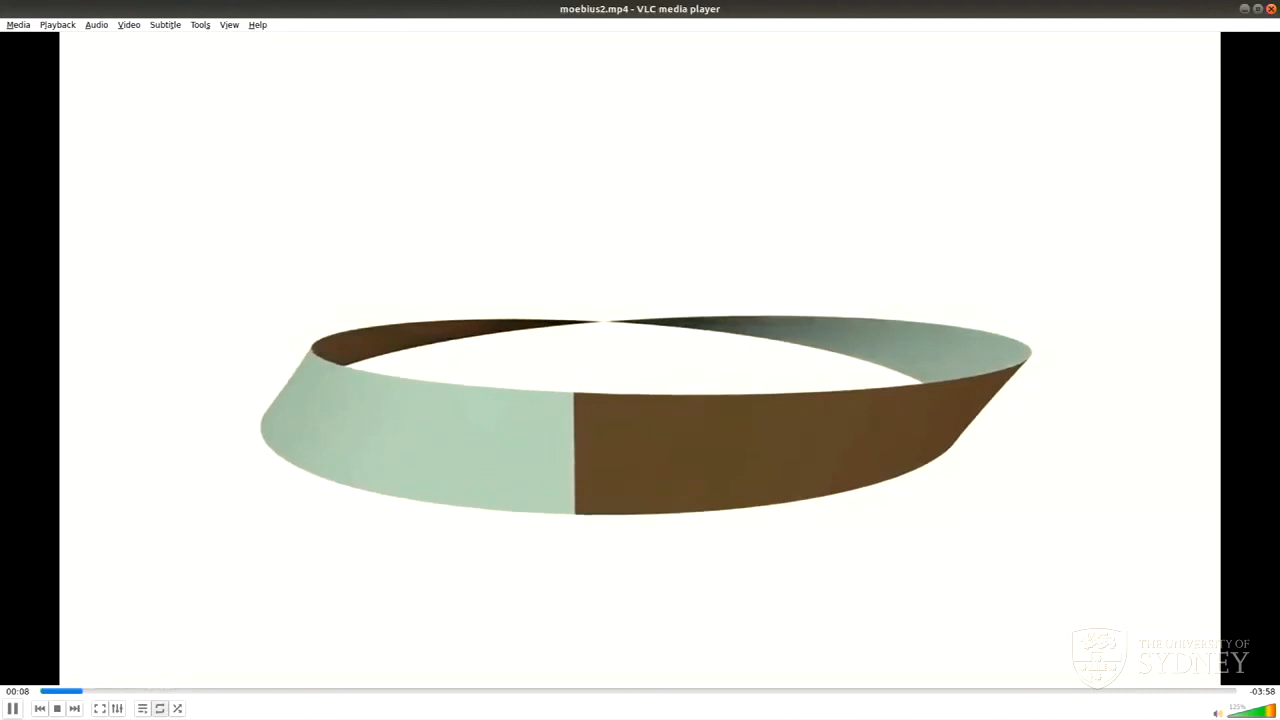 moebius2.mp4 - VLC media player
Media Playback Audio Video Subtitle Tools View Help
THE UNIVERSITY OF
SYDNEY
00:08 -03:58
125%